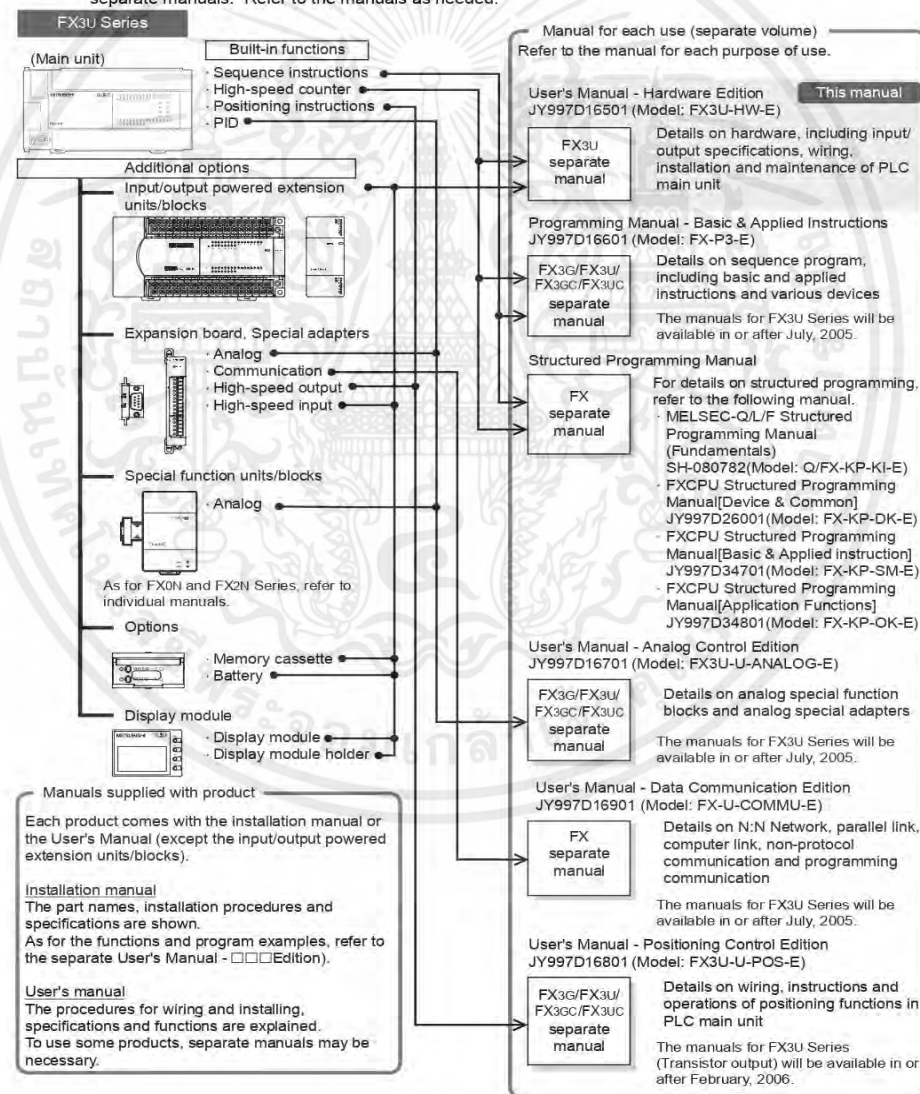 separate manuals. Refer to the manuals as needed.
FX3U Series
(Main unit)
Built-in functions
· Sequence instructions
· High-speed counter
· Positioning instructions
· PID
Additional options
Input/output powered extension
units/blocks
Expansion board, Special adapters
· Analog
· Communication
· High-speed output
· High-speed input
Special function units/blocks
· Analog
As for FX0N and FX2N Series, refer to
individual manuals.
Options
· Memory cassette
· Battery
Display module
· Display module
· Display module holder
Manuals supplied with product
Each product comes with the installation manual or
the User's Manual (except the input/output powered
extension units/blocks).
Installation manual
The part names, installation procedures and
specifications are shown.
As for the functions and program examples, refer to
the separate User's Manual - □□□Edition).
User's manual
The procedures for wiring and installing,
specifications and functions are explained.
To use some products, separate manuals may be
necessary.
Manual for each use (separate volume)
Refer to the manual for each purpose of use.
User's Manual - Hardware Edition
This manual
JY997D16501 (Model: FX3U-HW-E)
FX3U
separate
manual
Details on hardware, including input/
output specifications, wiring,
installation and maintenance of PLC
main unit
Programming Manual - Basic & Applied Instructions
JY997D16601 (Model: FX-P3-E)
FX3G/FX3U/
FX3GC/FX3UC
separate
manual
Details on sequence program,
including basic and applied
instructions and various devices
The manuals for FX3U Series will be
available in or after July, 2005.
Structured Programming Manual
FX
separate
manual
For details on structured programming,
refer to the following manual.
· MELSEC-Q/L/F Structured
Programming Manual
(Fundamentals)
SH-080782(Model: Q/FX-KP-KI-E)
· FXCPU Structured Programming
Manual[Device & Common]
JY997D26001(Model: FX-KP-DK-E)
· FXCPU Structured Programming
Manual[Basic & Applied instruction]
JY997D34701(Model: FX-KP-SM-E)
· FXCPU Structured Programming
Manual[Application Functions]
JY997D34801(Model: FX-KP-OK-E)
User's Manual - Analog Control Edition
JY997D16701 (Model: FX3U-U-ANALOG-E)
FX3G/FX3U/
FX3GC/FX3UC
separate
manual
Details on analog special function
blocks and analog special adapters
The manuals for FX3U Series will be
available in or after July, 2005.
User's Manual - Data Communication Edition
JY997D16901 (Model: FX-U-COMMU-E)
FX
separate
manual
Details on N:N Network, parallel link,
computer link, non-protocol
communication and programming
communication
The manuals for FX3U Series will be
available in or after July, 2005.
User's Manual - Positioning Control Edition
JY997D16801 (Model: FX3U-U-POS-E)
FX3G/FX3U/
FX3GC/FX3UC
separate
manual
Details on wiring, instructions and
operations of positioning functions in
PLC main unit
The manuals for FX3U Series
(Transistor output) will be available in or
after February, 2006.